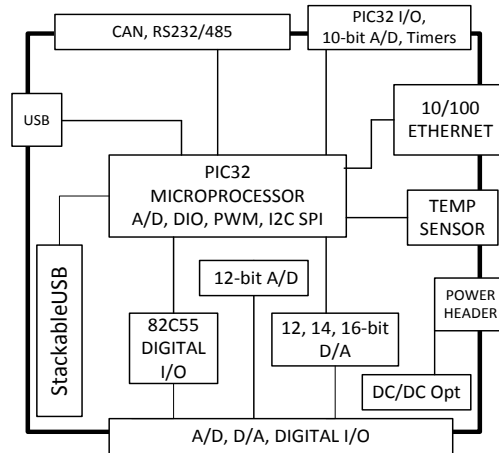 CAN, RS232/485
PIC32 I/O,
10-bit A/D, Timers
USB
10/100
ETHERNET
PIC32
MICROPROCESSOR
A/D, DIO, PWM, I2C SPI
TEMP
SENSOR
StackableUSB
12-bit A/D
POWER
HEADER
82C55
DIGITAL
I/O
12, 14, 16-bit
D/A
DC/DC Opt
A/D, D/A, DIGITAL I/O